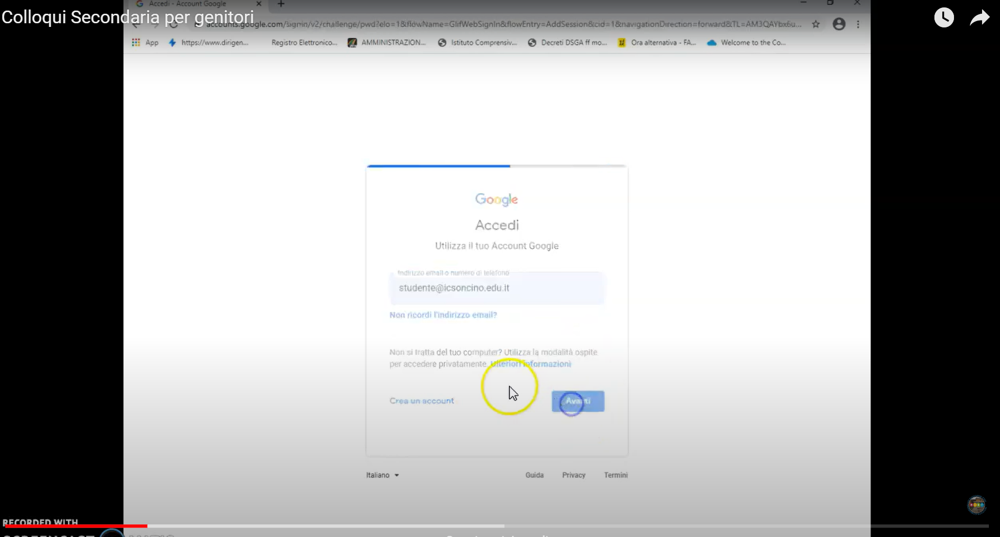 Accedi - Account Google
Colloqui Secondaria per genitori
accounts.google.com/signin/v2/challenge/pwd?elo=1&flowName=GlifWebSignIn&flowEntry=AddSession&cid=1&navigationDirection=forward&TL=AM3QAYbx6u...
App https://www.dirigen... Registro Elettronico... AMMINISTRAZION... Istituto Comprensiv... Decreti DSGA ff mo... Ora alternativa - FA... Welcome to the Co...
Google
Accedi
Utilizza il tuo Account Google
Indirizzo email o numero di telefono
studente@icsoncino.edu.it
Non ricordi l'indirizzo email?
Non si tratta del tuo computer? Utilizza la modalità ospite
per accedere privatamente. Ulteriori informazioni
Crea un account Avanti
Italiano Guida Privacy Termini
RECORDED WITH